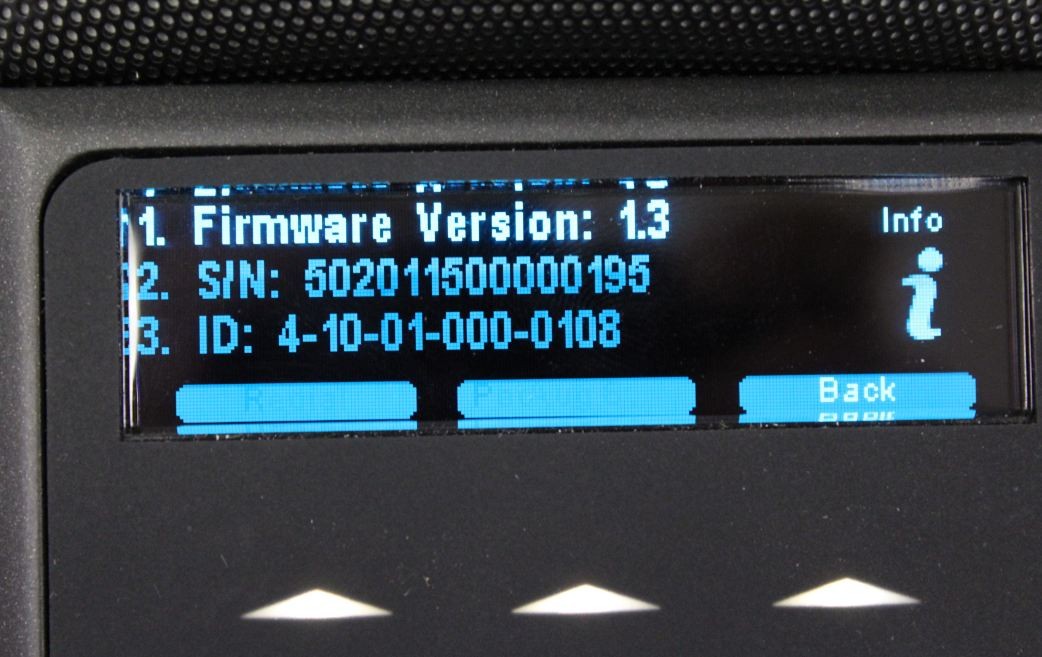 1. Firmware Version: 1.3
Info
2. S/N: 502011500000195
3. ID: 4-10-01-000-0108
Back